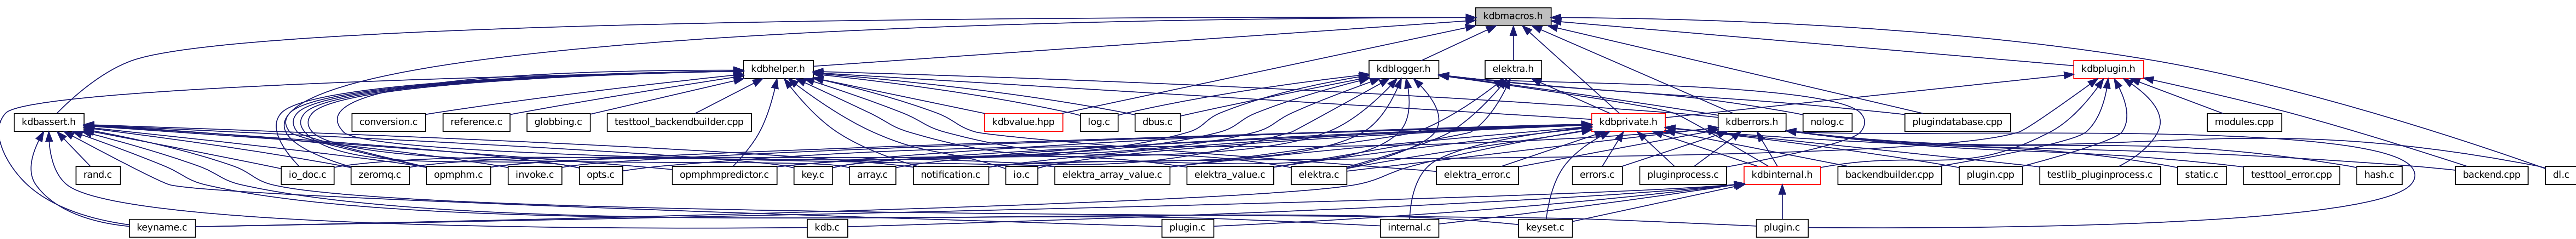 kdbmacros.h
kdbhelper.h
kdblogger.h
elektra.h
kdbplugin.h
kdbassert.h
conversion.c
reference.c
globbing.c
testtool_backendbuilder.cpp
kdbvalue.hpp
log.c
dbus.c
kdbprivate.h
kdberrors.h
nolog.c
plugindatabase.cpp
modules.cpp
rand.c
io_doc.c
zeromq.c
opmphm.c
invoke.c
opts.c
opmphmpredictor.c
key.c
array.c
notification.c
io.c
elektra_array_value.c
elektra_value.c
elektra.c
elektra_error.c
errors.c
pluginprocess.c
kdbinternal.h
backendbuilder.cpp
plugin.cpp
testlib_pluginprocess.c
static.c
testtool_error.cpp
hash.c
backend.cpp
dl.c
keyname.c
kdb.c
plugin.c
internal.c
keyset.c
plugin.c